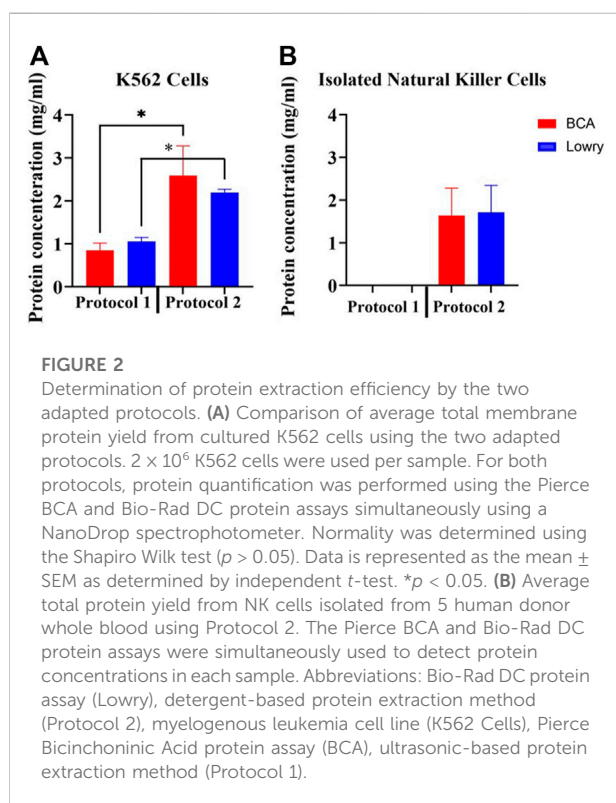 A
K562 Cells
Protein concenteration (mg/ml)
4
3
2
1
0
*
*
Protocol 1
Protocol 2
B
Isolated Natural Killer Cells
Protein concentration (mg/ml)
4
3
2
1
0
Protocol 1
Protocol 2
BCA
Lowry
FIGURE 2
Determination of protein extraction efficiency by the two
adapted protocols. (A) Comparison of average total membrane
protein yield from cultured K562 cells using the two adapted
protocols. 2 × 10⁶ K562 cells were used per sample. For both
protocols, protein quantification was performed using the Pierce
BCA and Bio-Rad DC protein assays simultaneously using a
NanoDrop spectrophotometer. Normality was determined using
the Shapiro Wilk test (p > 0.05). Data is represented as the mean ±
SEM as determined by independent t-test. *p < 0.05. (B) Average
total protein yield from NK cells isolated from 5 human donor
whole blood using Protocol 2. The Pierce BCA and Bio-Rad DC
protein assays were simultaneously used to detect protein
concentrations in each sample. Abbreviations: Bio-Rad DC protein
assay (Lowry), detergent-based protein extraction method
(Protocol 2), myelogenous leukemia cell line (K562 Cells), Pierce
Bicinchoninic Acid protein assay (BCA), ultrasonic-based protein
extraction method (Protocol 1).